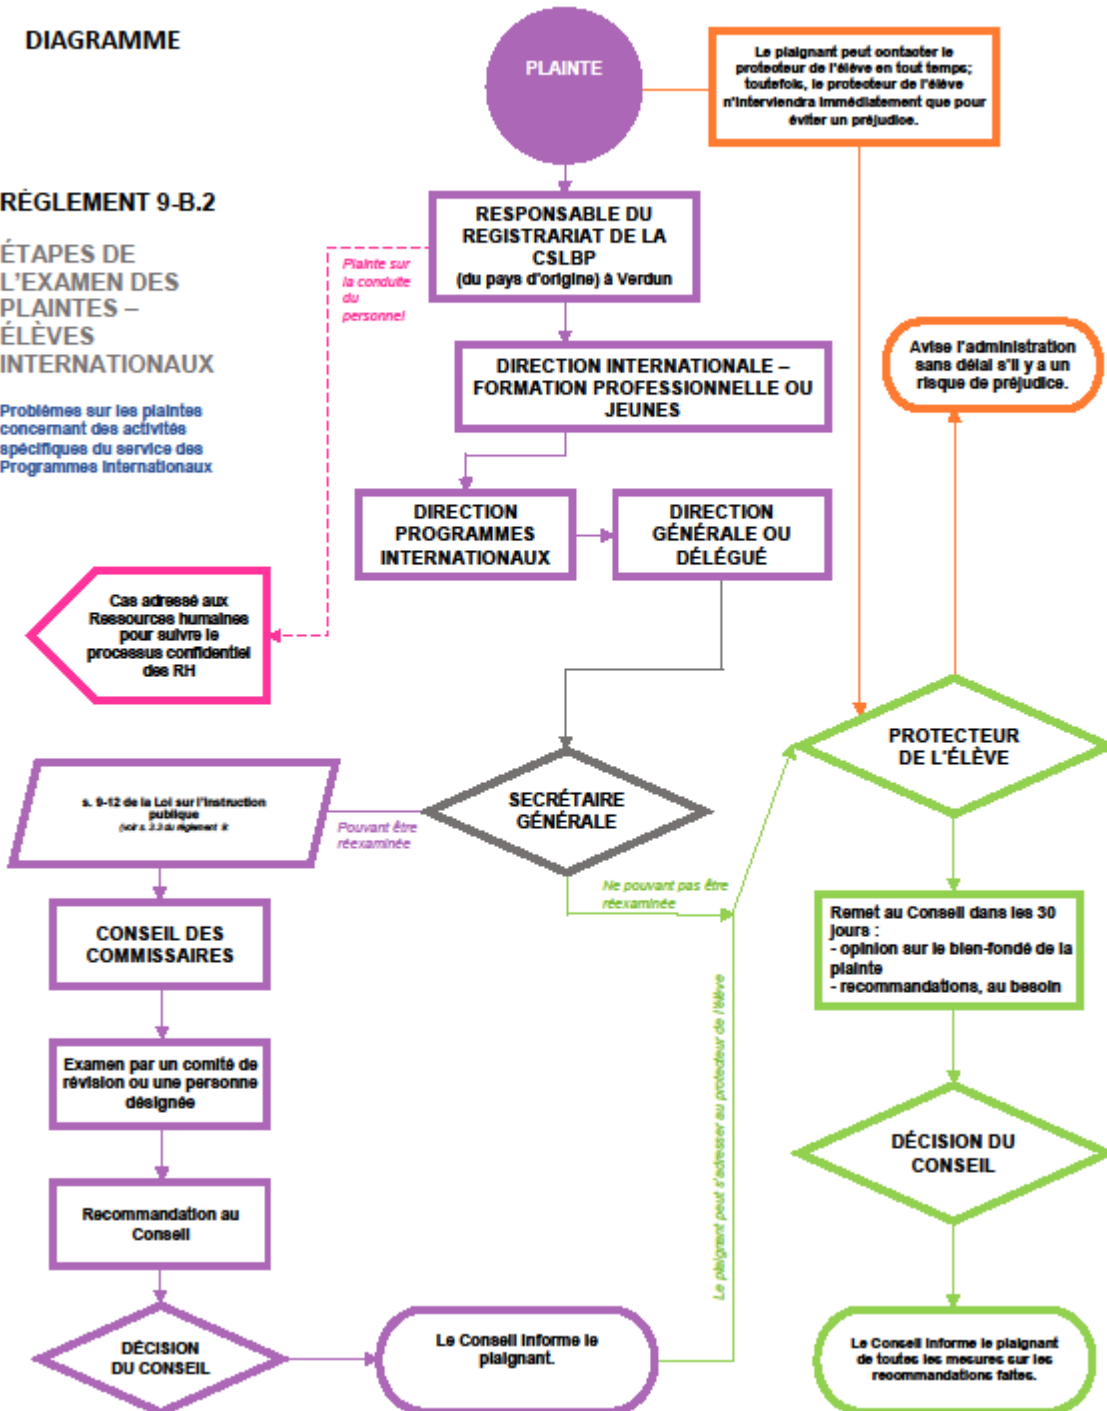 DIAGRAMME
PLAINTE
Le plaignant peut contacter le
protecteur de l'élève en tout temps;
toutefois, le protecteur de l'élève
n'interviendra immédiatement que pour
éviter un préjudice.
RÈGLEMENT 9-B.2
ÉTAPES DE
L'EXAMEN DES
PLAINTES –
ÉLÈVES
INTERNATIONAUX
Problèmes sur les plaintes
concernant des activités
spécifiques du service des
Programmes Internationaux
RESPONSABLE DU
REGISTRARIAT DE LA
CSLBP
(du pays d'origine) à Verdun
Plainte sur
la conduite
du
personnel
DIRECTION INTERNATIONALE –
FORMATION PROFESSIONNELLE OU
JEUNES
Avise l'administration
sans délai s'il y a un
risque de préjudice.
DIRECTION
PROGRAMMES
INTERNATIONAUX
DIRECTION
GÉNÉRALE OU
DÉLÉGUÉ
Cas adressé aux
Ressources humaines
pour suivre le
processus confidentiel
des RH
PROTECTEUR
DE L'ÉLÈVE
SECRÉTAIRE
GÉNÉRALE
s. 9-12 de la Loi sur l'instruction
publique
(voir s. 3.3 du règlement 9
Pouvant être
réexaminée
Ne pouvant pas être
réexaminée
CONSEIL DES
COMMISSAIRES
Remet au Conseil dans les 30
jours :
- opinion sur le bien-fondé de la
plainte
- recommandations, au besoin
Examen par un comité de
révision ou une personne
désignée
Le plaignant peut s'adresser au protecteur de l'élève
DÉCISION DU
CONSEIL
Recommandation au
Conseil
DÉCISION
DU CONSEIL
Le Conseil informe le
plaignant.
Le Conseil informe le plaignant
de toutes les mesures sur les
recommandations faites.